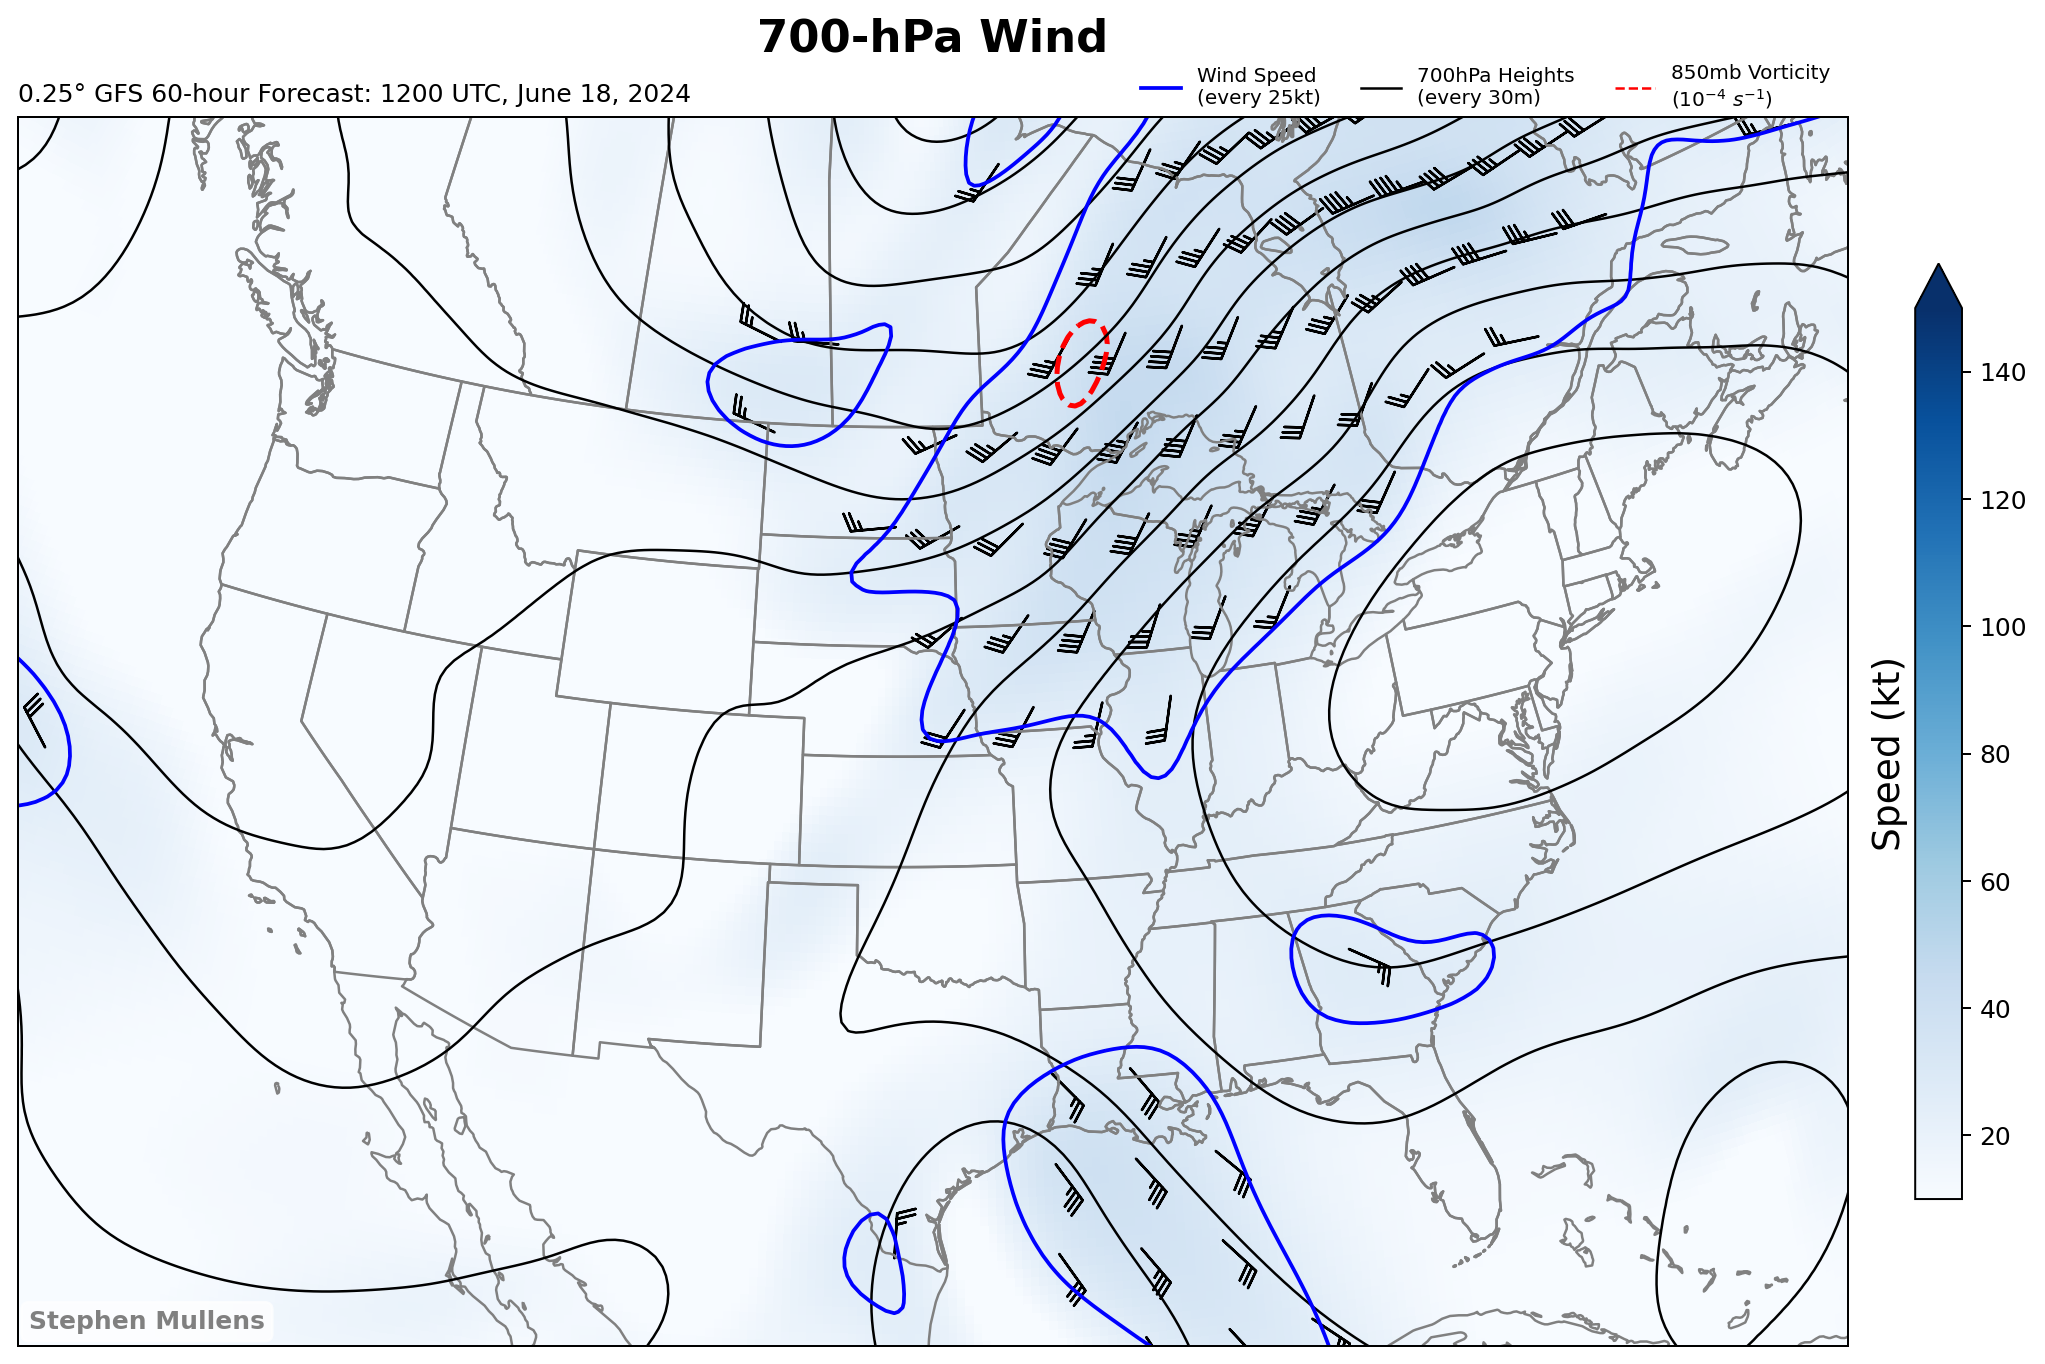 700-hPa Wind
0.25° GFS 60-hour Forecast: 1200 UTC, June 18, 2024
Wind Speed
(every 25kt)
700hPa Heights
(every 30m)
850mb Vorticity
(10⁻⁴ s⁻¹)
140
120
100
80
60
40
20
Speed (kt)
Stephen Mullens